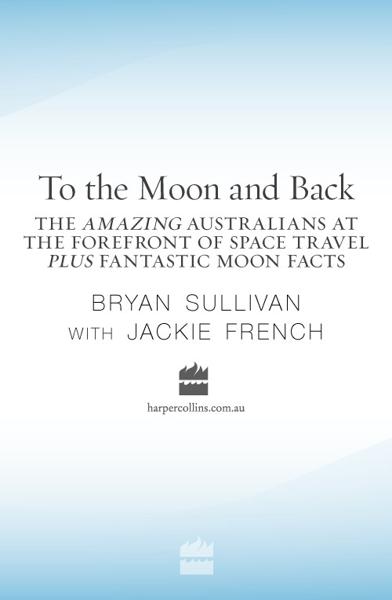 To the Moon and Back
THE AMAZING AUSTRALIANS AT
THE FOREFRONT OF SPACE TRAVEL
PLUS FANTASTIC MOON FACTS
BRYAN SULLIVAN
WITH JACKIE FRENCH
harpercollins.com.au